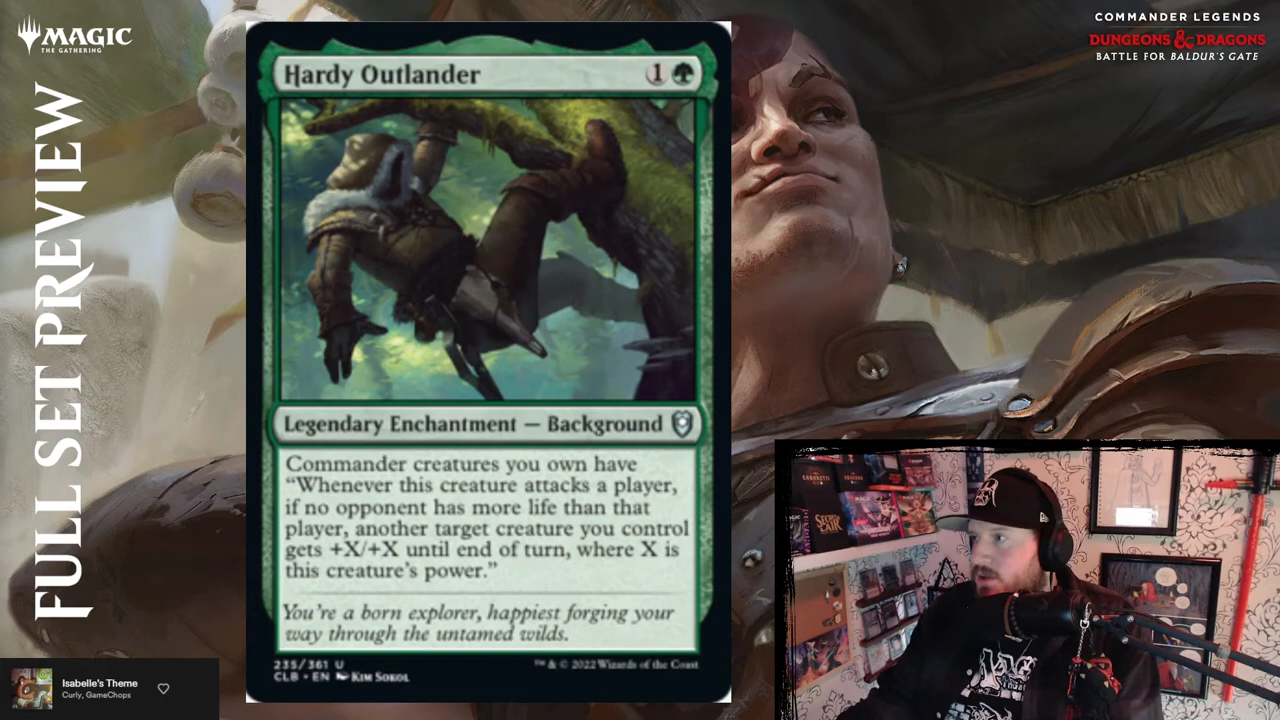 MAGIC
THE GATHERING
FULL SET PREVIEW
COMMANDER LEGENDS
DUNGEONS & DRAGONS
BATTLE FOR BALDUR'S GATE
Hardy Outlander 1
Legendary Enchantment — Background
Commander creatures you own have
“Whenever this creature attacks a player,
if no opponent has more life than that
player, another target creature you control
gets +X/+X until end of turn, where X is
this creature's power.”
You're a born explorer, happiest forging your
way through the untamed wilds.
235/361 U
CLB • EN KIM SOKOL
™ & © 2022 Wizards of the Coast
Isabelle's Theme
Curly, GameChops
SECRET
LAIR